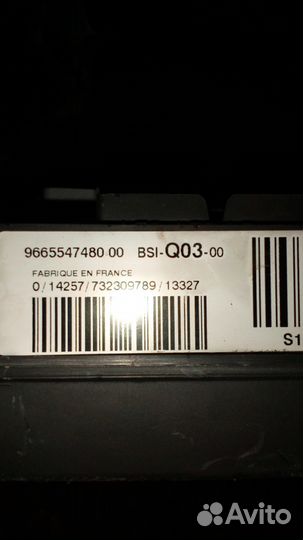 9665547480 00 BSI-Q03-00
FABRIQUE EN FRANCE
0/14257/732309789/13327
S1
Avito